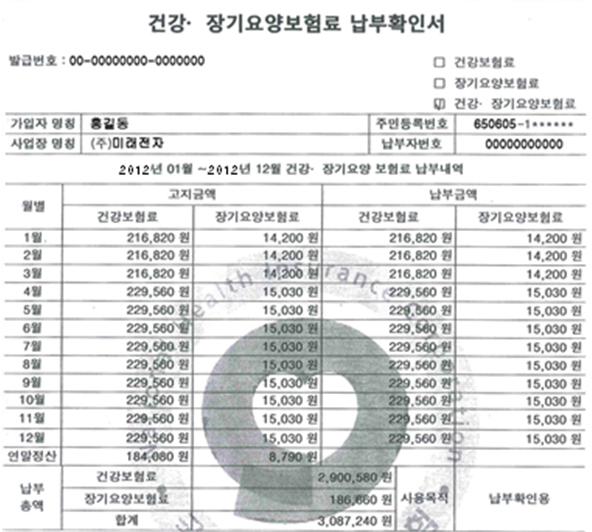 건강· 장기요양보험료 납부확인서
발급번호 : 00-00000000-0000000
건강보험료
장기요양보험료
건강· 장기요양보험료
가입자 명칭 홍길동 주민등록번호 650605-1******
사업장 명칭 (주)미래전자 납부자번호 00000000000
2012년 01월 ~2012년 12월 건강· 장기요양 보험료 납부내역
월별 고지금액 납부금액
건강보험료 장기요양보험료 건강보험료 장기요양보험료
1월. 216,820 원 14,200 원 216,820 원 14,200 원
2월 216,820 원 14,200 원 216,820 원 14,200 원
3월 216,820 원 14,200 원 216,820 원 14,200 원
4월 229,560 원 15,030 원 229,560 원 15,030 원
5월 229,560 원 15,030 원 229,560 원 15,030 원
6월 229,560 원 15,030 원 229,560 원 15,030 원
7월 229,560 원 15,030 원 229,560 원 15,030 원
8월 229,560 원 15,030 원 229,560 원 15,030 원
9월 229,560 원 15,030 원 229,560 원 15,030 원
10월 229,560 원 15,030 원 229,560 원 15,030 원
11월 229,560 원 15,030 원 229,560 원 15,030 원
12월 229,560 원 15,030 원 229,560 원 15,030 원
연말정산 184,080 원 8,790 원
납부 총액 건강보험료 2,900,580 원 사용목적 납부확인용
장기요양보험료 186,660 원
합계 3,087,240 원
Health Insurance